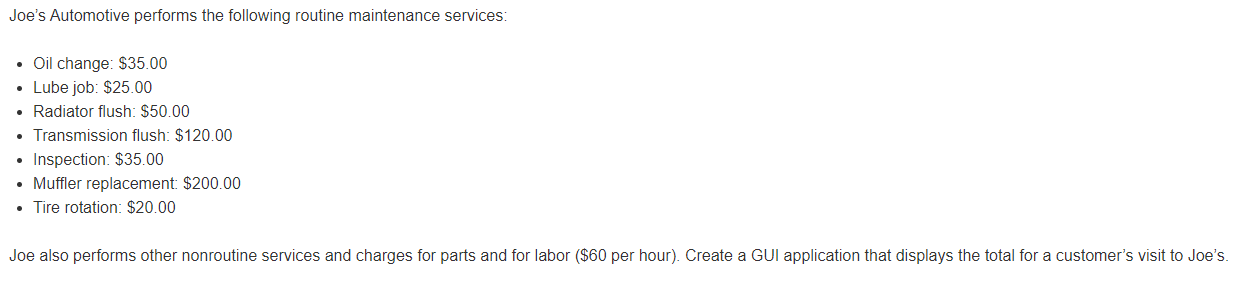 Joe’s Automotive performs the following routine maintenance services:
• Oil change: $35.00
• Lube job: $25.00
• Radiator flush: $50.00
• Transmission flush: $120.00
• Inspection: $35.00
• Muffler replacement: $200.00
• Tire rotation: $20.00
Joe also performs other nonroutine services and charges for parts and for labor ($60 per hour). Create a GUI application that displays the total for a customer’s visit to Joe’s.